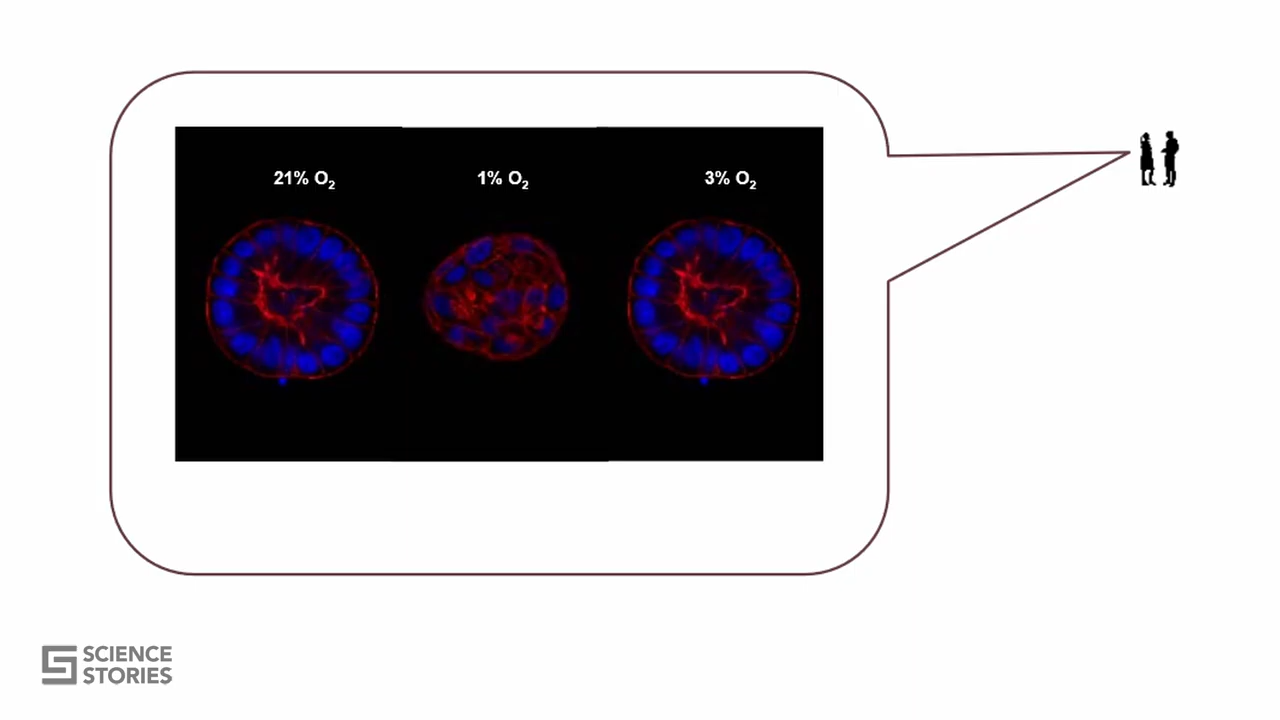 21% O₂
1% O₂
3% O₂
SCIENCE
STORIES